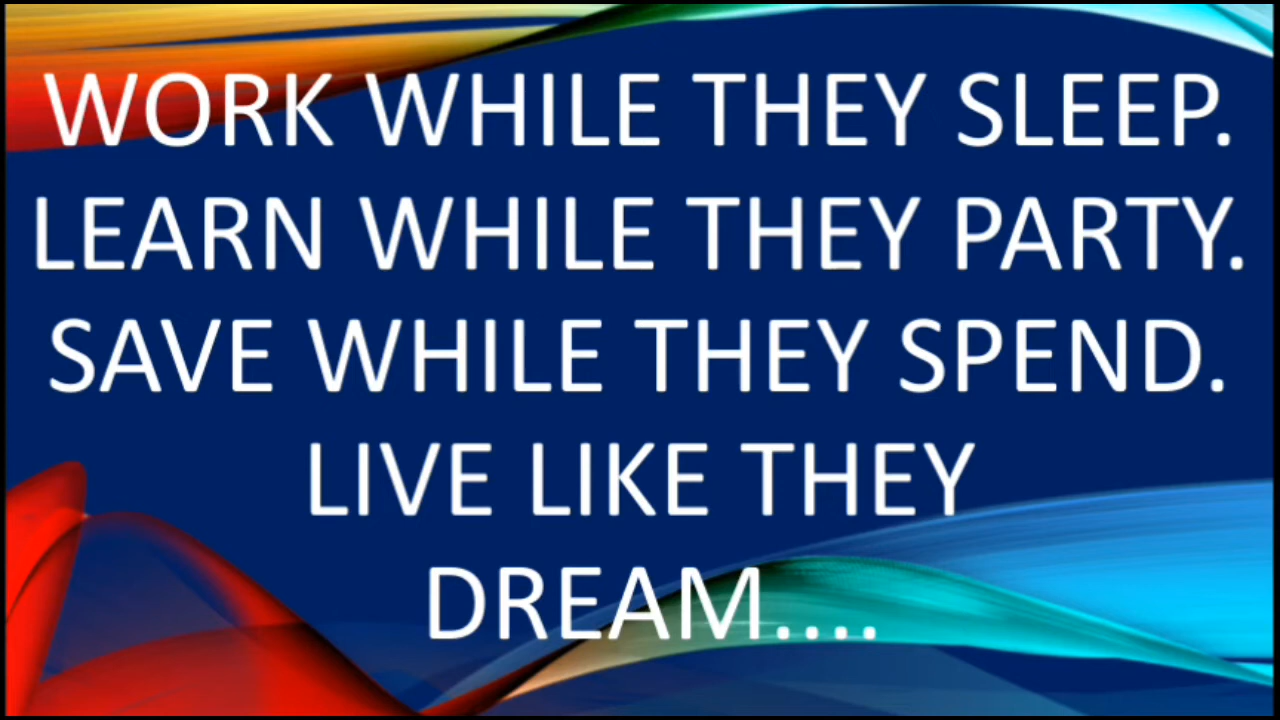 WORK WHILE THEY SLEEP.
LEARN WHILE THEY PARTY.
SAVE WHILE THEY SPEND.
LIVE LIKE THEY
DREAM....